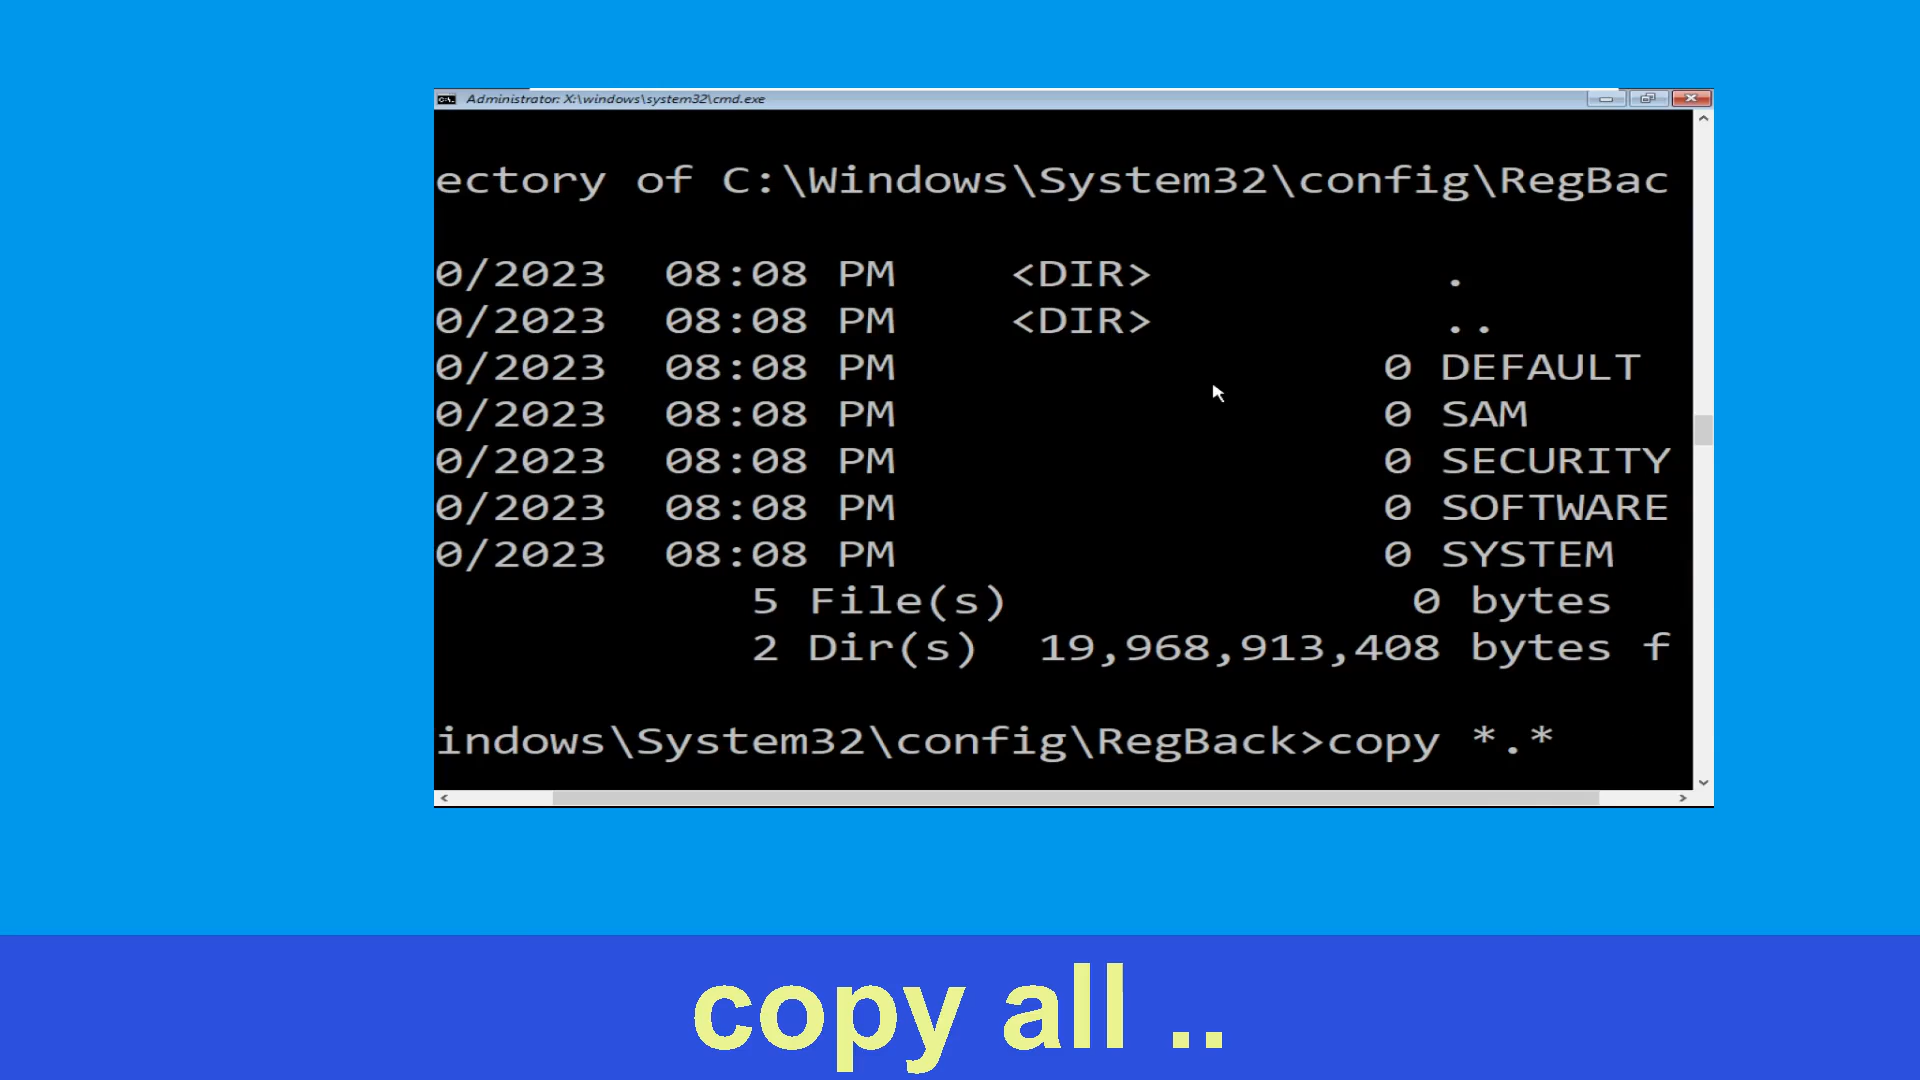 Administrator: X:\windows\system32\cmd.exe
ectory of C:\Windows\System32\config\RegBac
0/2023 08:08 PM <DIR> .
0/2023 08:08 PM <DIR> ..
0/2023 08:08 PM 0 DEFAULT
0/2023 08:08 PM 0 SAM
0/2023 08:08 PM 0 SECURITY
0/2023 08:08 PM 0 SOFTWARE
0/2023 08:08 PM 0 SYSTEM
5 File(s) 0 bytes
2 Dir(s) 19,968,913,408 bytes f
indows\System32\config\RegBack>copy *.*
copy all ..